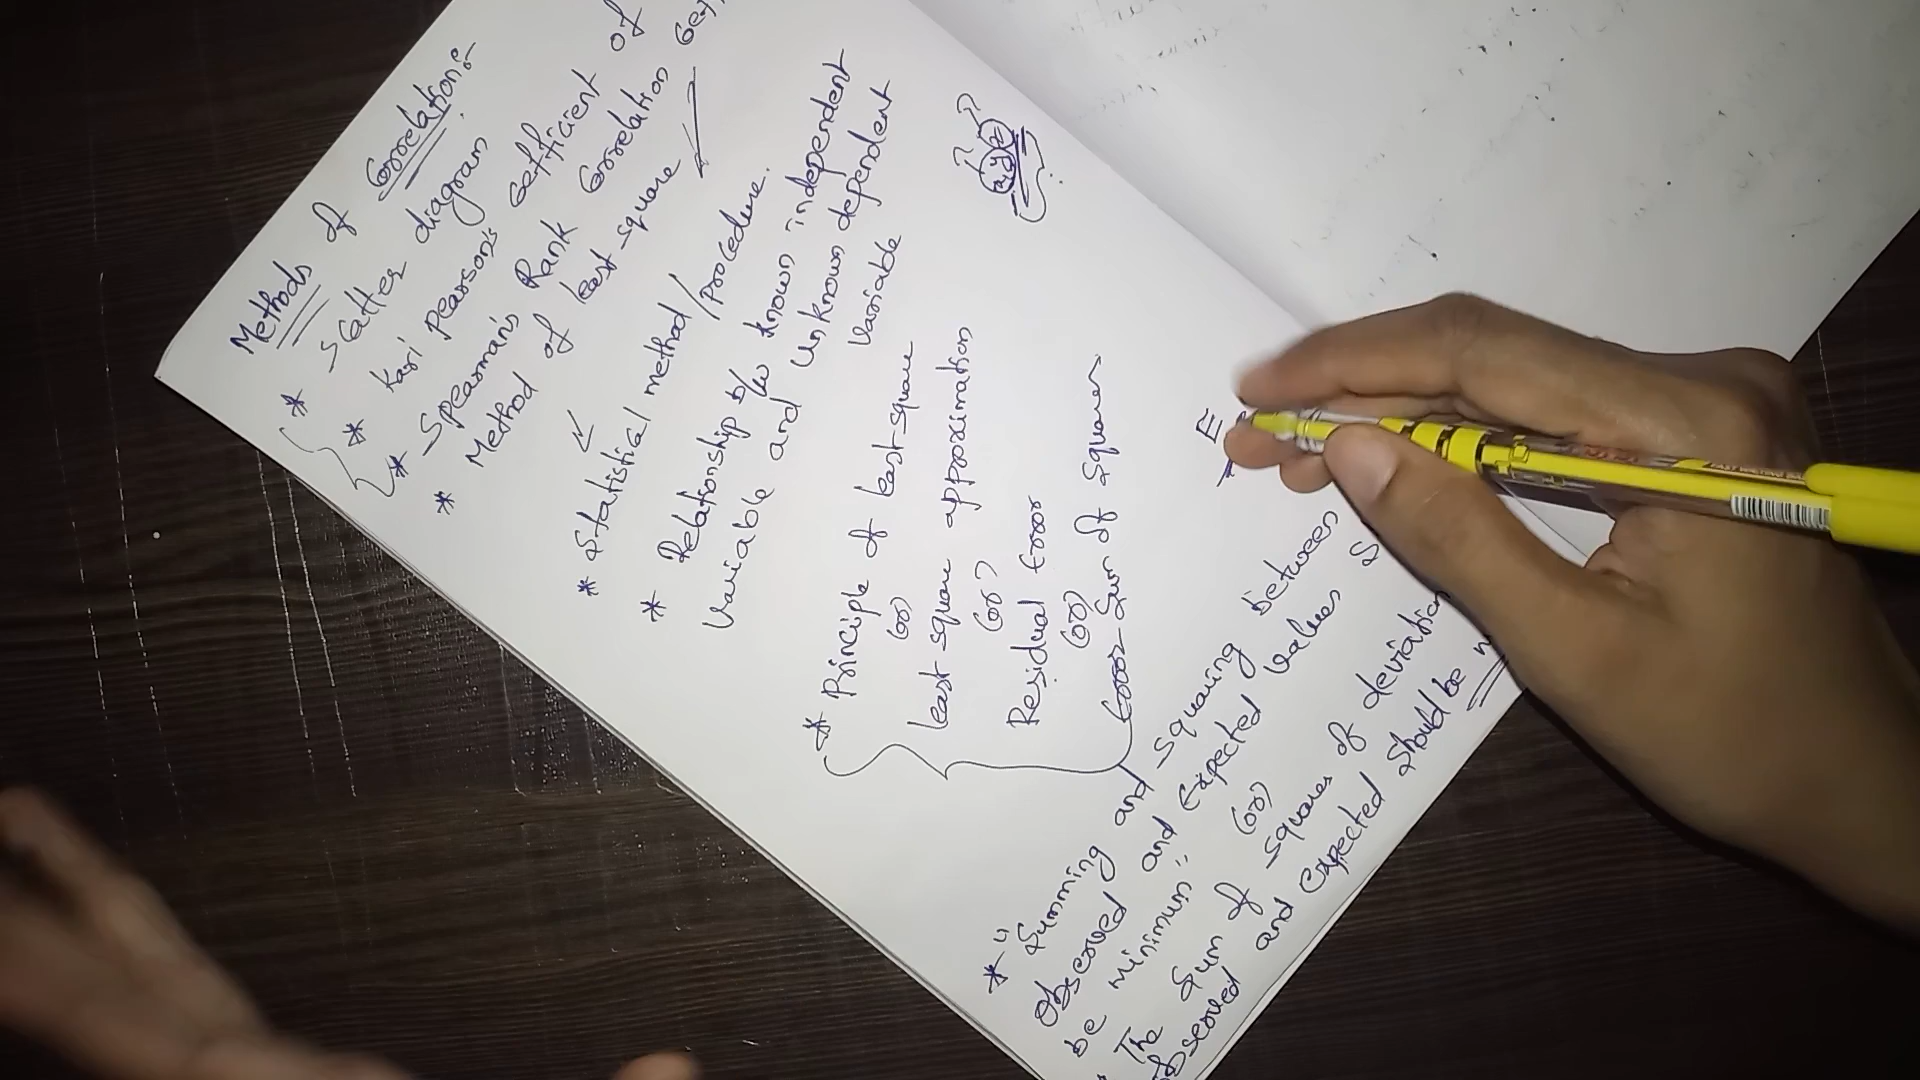 Methods of Correlation:-
* Scatter diagram
* Karl pearson's Coefficient of
* Spearman's Rank Correlation
* Method of least square
* Statistical method/procedure.
* Relationship b/w known independent
variable and unknown dependent
variable
* Principle of least square
(or)
least square approximation
(or)
Residual Error
(or)
Error Sum of Squares
* "Summing and squaring between
Observed and Expected values
be minimum"
(or)
The Sum of squares of deviation
Observed and Expected should be